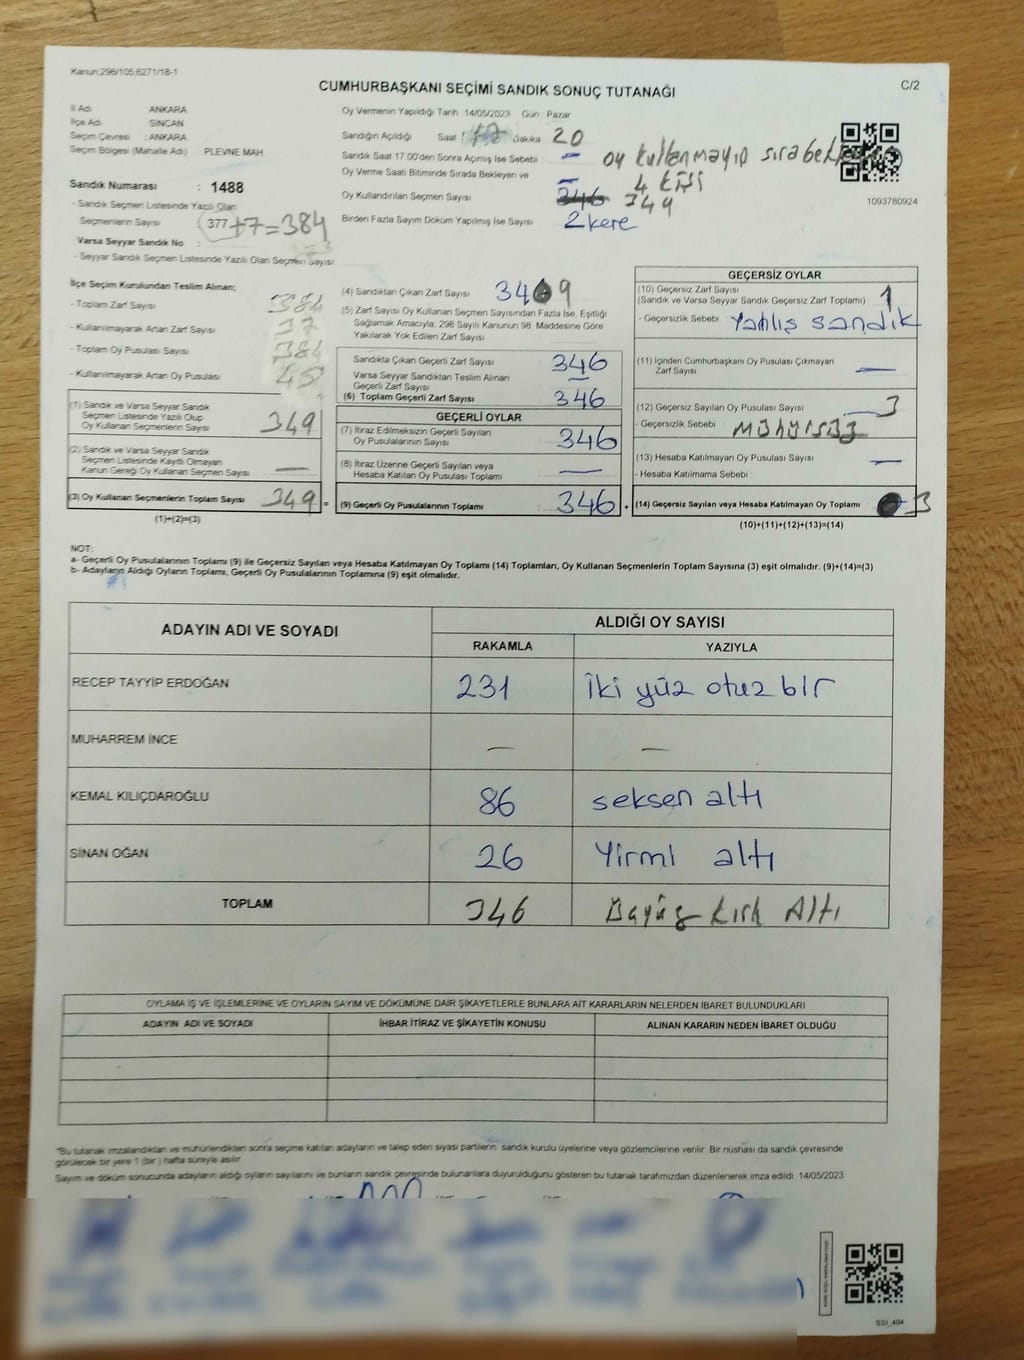 Kanun;298/105;6271/18-1
CUMHURBAŞKANI SEÇİMİ SANDIK SONUÇ TUTANAĞI
C/2
İl Adı ANKARA
İlçe Adı SİNCAN
Seçim Çevresi : ANKARA
Seçim Bölgesi (Mahalle Adı) PLEVNE MAH.
Sandık Numarası : 1488
- Sandık Seçmen Listesinde Yazılı Olan
Seçmenlerin Sayısı 377 +7=384
Varsa Seyyar Sandık No :
- Seyyar Sandık Seçmen Listesinde Yazılı Olan Seçmen Sayısı
Oy Vermenin Yapıldığı Tarih 14/05/2023 Gün Pazar
Sandığın Açıldığı Saat 17 Dakika 20
Sandık Saat 17.00'den Sonra Açılmış İse Sebebi –
Oy Verme Saati Bitiminde Sırada Bekleyen ve –
oy kullanmayıp sıra
4 kişi
Oy Kullandırılan Seçmen Sayısı 346 349
Birden Fazla Sayım Döküm Yapılmış İse Sayısı 2 kere
1093780924
İlçe Seçim Kurulundan Teslim Alınan;
- Toplam Zarf Sayısı 384
- Kullanılmayarak Artan Zarf Sayısı
- Toplam Oy Pusulası Sayısı 384
- Kullanılmayarak Artan Oy Pusulası
(1) Sandık ve Varsa Seyyar Sandık
Seçmen Listesinde Yazılı Olup
Oy Kullanan Seçmenlerin Sayısı 349
(2) Sandık ve Varsa Seyyar Sandık
Seçmen Listesinde Kayıtlı Olmayan
Kanun Gereği Oy Kullanan Seçmen Sayısı —
(3) Oy Kullanan Seçmenlerin Toplam Sayısı 349 =
(1)+(2)=(3)
(4) Sandıktan Çıkan Zarf Sayısı 34 9
(5) Zarf Sayısı Oy Kullanan Seçmen Sayısından Fazla İse, Eşitliği
Sağlamak Amacıyla, 298 Sayılı Kanunun 98. Maddesine Göre
Yakılarak Yok Edilen Zarf Sayısı
Sandıkta Çıkan Geçerli Zarf Sayısı : 346
Varsa Seyyar Sandıktan Teslim Alınan
Geçerli Zarf Sayısı : —
(6) Toplam Geçerli Zarf Sayısı : 346
GEÇERLİ OYLAR
(7) İtiraz Edilmeksizin Geçerli Sayılan
Oy Pusulalarının Sayısı : 346
(8) İtiraz Üzerine Geçerli Sayılan veya
Hesaba Katılan Oy Pusulası Toplamı : —
(9) Geçerli Oy Pusulalarının Toplamı : 346 +
GEÇERSİZ OYLAR
(10) Geçersiz Zarf Sayısı
(Sandık ve Varsa Seyyar Sandık Geçersiz Zarf Toplamı) : 1
- Geçersizlik Sebebi : Yanlış sandık
(11) İçinden Cumhurbaşkanı Oy Pusulası Çıkmayan
Zarf Sayısı : —
(12) Geçersiz Sayılan Oy Pusulası Sayısı : 3
- Geçersizlik Sebebi : Mühürsüz
(13) Hesaba Katılmayan Oy Pusulası Sayısı : —
- Hesaba Katılmama Sebebi :
(14) Geçersiz Sayılan veya Hesaba Katılmayan Oy Toplamı : 3
(10)+(11)+(12)+(13)=(14)
NOT:
a- Geçerli Oy Pusulalarının Toplamı (9) ile Geçersiz Sayılan veya Hesaba Katılmayan Oy Toplamı (14) Toplamları, Oy Kullanan Seçmenlerin Toplam Sayısına (3) eşit olmalıdır. (9)+(14)=(3)
b- Adayların Aldığı Oyların Toplamı, Geçerli Oy Pusulalarının Toplamına (9) eşit olmalıdır.
ADAYIN ADI VE SOYADI ALDIĞI OY SAYISI
RAKAMLA YAZIYLA
RECEP TAYYİP ERDOĞAN 231 iki yüz otuz bir
MUHARREM İNCE — —
KEMAL KILIÇDAROĞLU 86 seksen altı
SİNAN OĞAN 26 Yirmi altı
TOPLAM 346 Kırk Altı
OYLAMA İŞ VE İŞLEMLERİNE VE OYLARIN SAYIM VE DÖKÜMÜNE DAİR ŞİKAYETLERLE BUNLARA AİT KARARLARIN NELERDEN İBARET BULUNDUKLARI
ADAYIN ADI VE SOYADI İHBAR İTİRAZ VE ŞİKAYETİN KONUSU ALINAN KARARIN NEDEN İBARET OLDUĞU
*Bu tutanak imzalandıktan ve mühürlendikten sonra seçime katılan adayların ve talep eden siyasi partilerin sandık kurulu üyelerine veya gözlemcilerine verilir. Bir nüshası da sandık çevresinde
görülecek bir yere 1 (bir) hafta süreyle asılır.
Sayım ve döküm sonucunda adayların aldığı oyların sayılarını ve bunların sandık çevresinde bulunanlara duyurulduğunu gösteren bu tutanak tarafımızdan düzenlenerek imza edildi. 14/05/2023
SSI_404